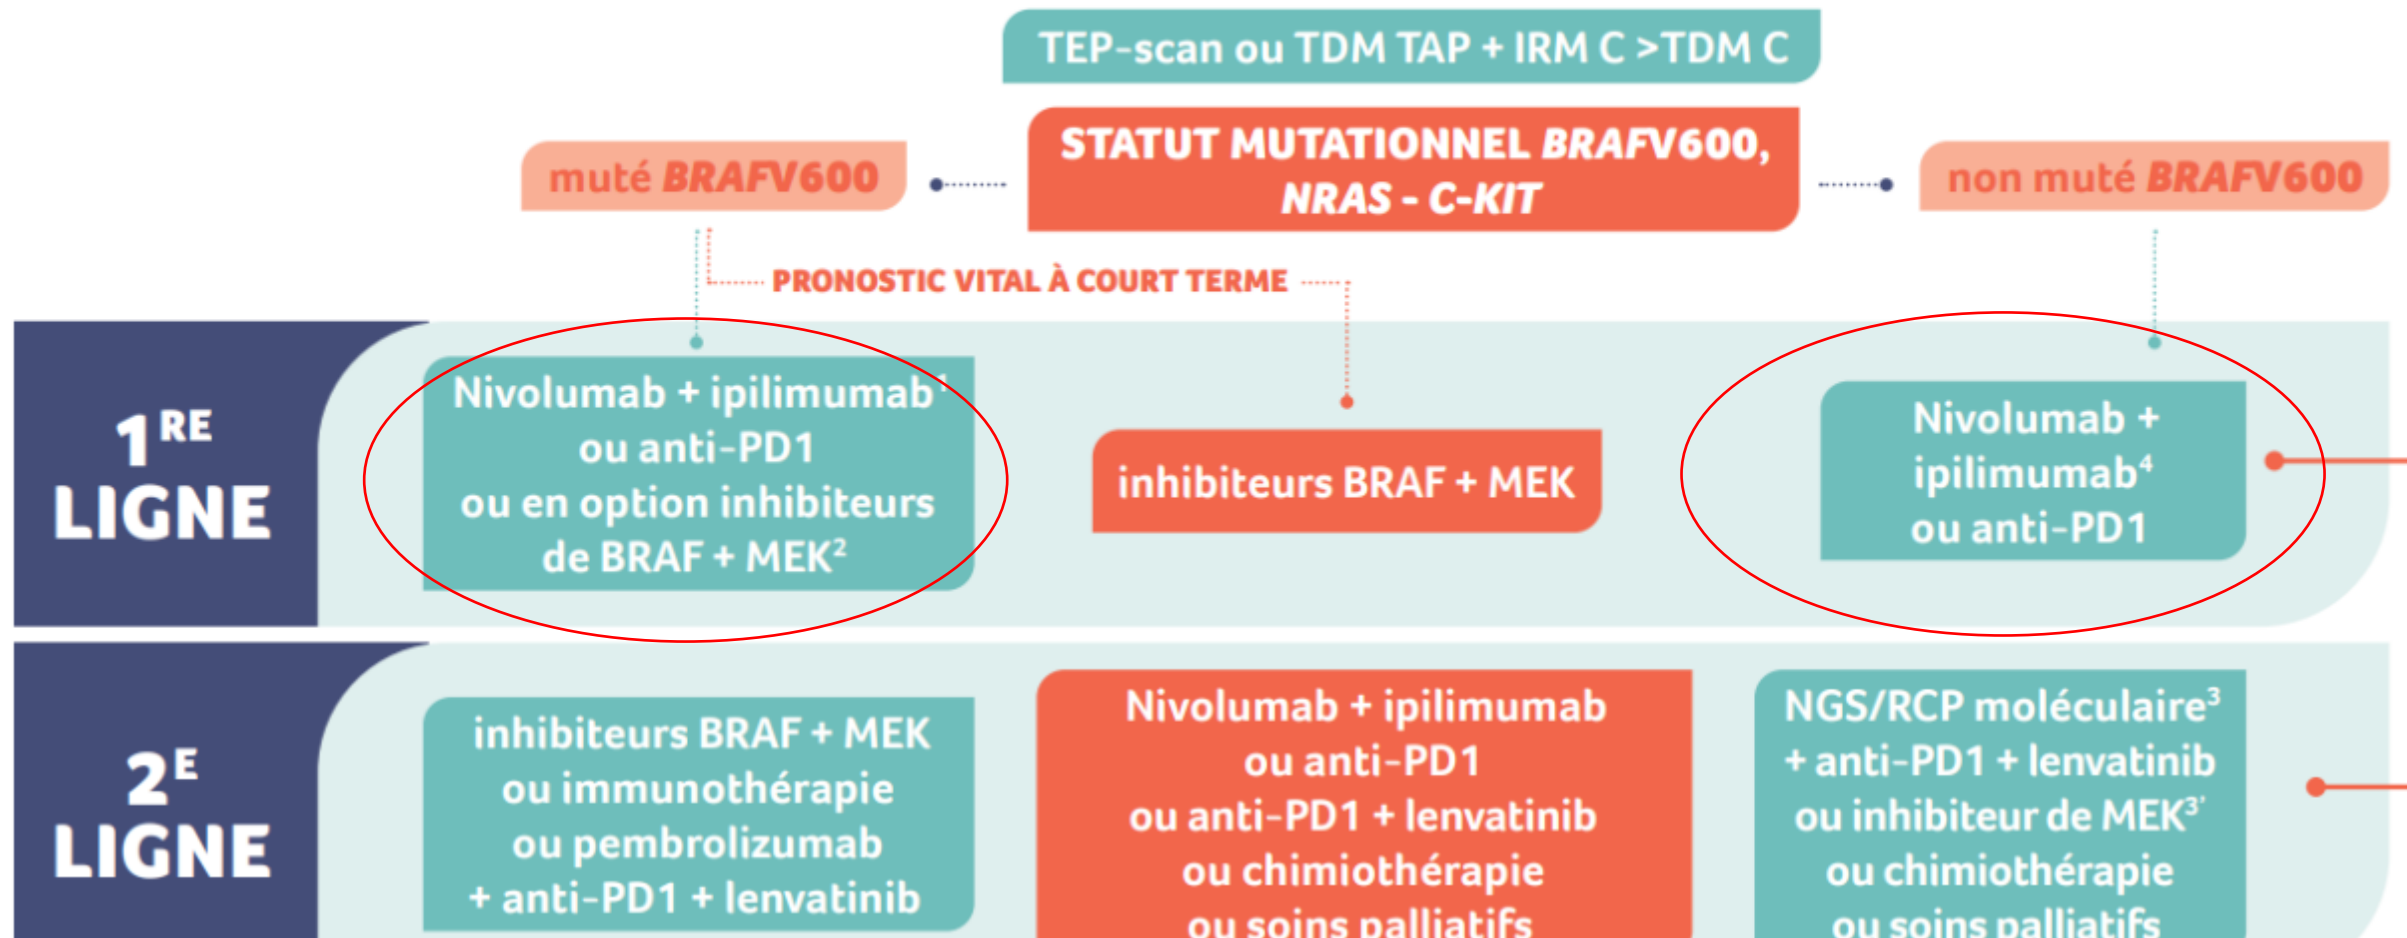 TEP-scan ou TDM TAP + IRM C >TDM C
STATUT MUTATIONNEL BRAFV600,
NRAS - C-KIT
muté BRAFV600
non muté BRAFV600
PRONOSTIC VITAL À COURT TERME
1RE
LIGNE
Nivolumab + ipilimumab1
ou anti-PD1
ou en option inhibiteurs
de BRAF + MEK2
inhibiteurs BRAF + MEK
Nivolumab +
ipilimumab4
ou anti-PD1
2E
LIGNE
inhibiteurs BRAF + MEK
ou immunothérapie
ou pembrolizumab
+ anti-PD1 + lenvatinib
Nivolumab + ipilimumab
ou anti-PD1
ou anti-PD1 + lenvatinib
ou chimiothérapie
ou soins palliatifs
NGS/RCP moléculaire3
+ anti-PD1 + lenvatinib
ou inhibiteur de MEK3'
ou chimiothérapie
ou soins palliatifs